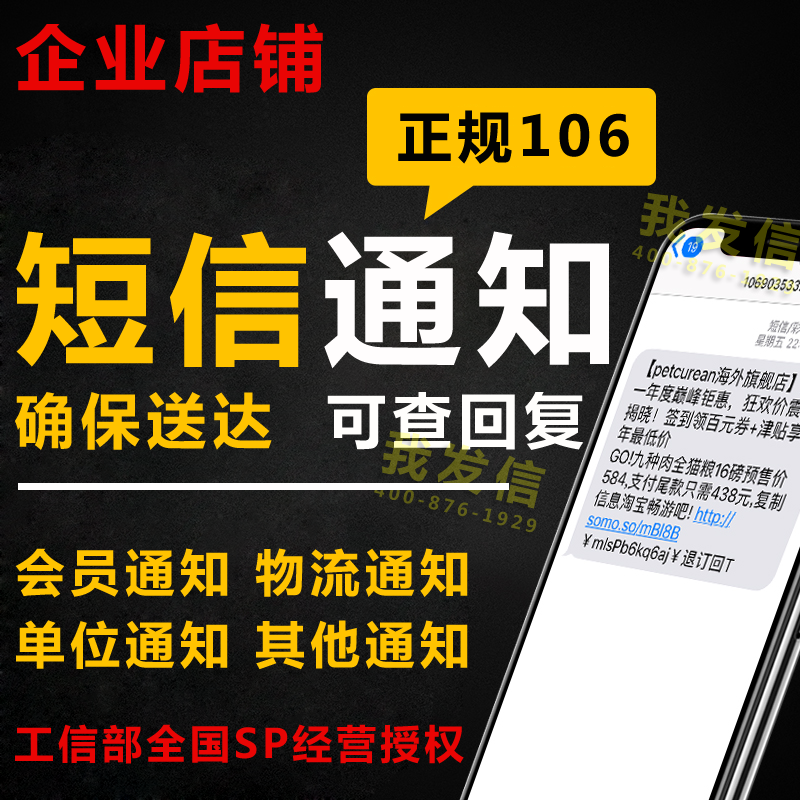 企业店铺
正规106
短信通知
确保送达 可查回复
会员通知 物流通知
单位通知 其他通知
工信部全国SP经营授权
我发信
400-876-1929
我发信
400-876-1929
19
106903533
短信/彩
星期五 22
【petcurean海外旗舰店】
一年度巅峰钜惠，狂欢价震
揭晓！签到领百元券+津贴享
年最低价
GO!九种肉全猫粮16磅预售价
584,支付尾款只需438元,复制
信息淘宝畅游吧! http://
somo.so/mBl8B
￥mlsPb6kq6aj￥退订回T